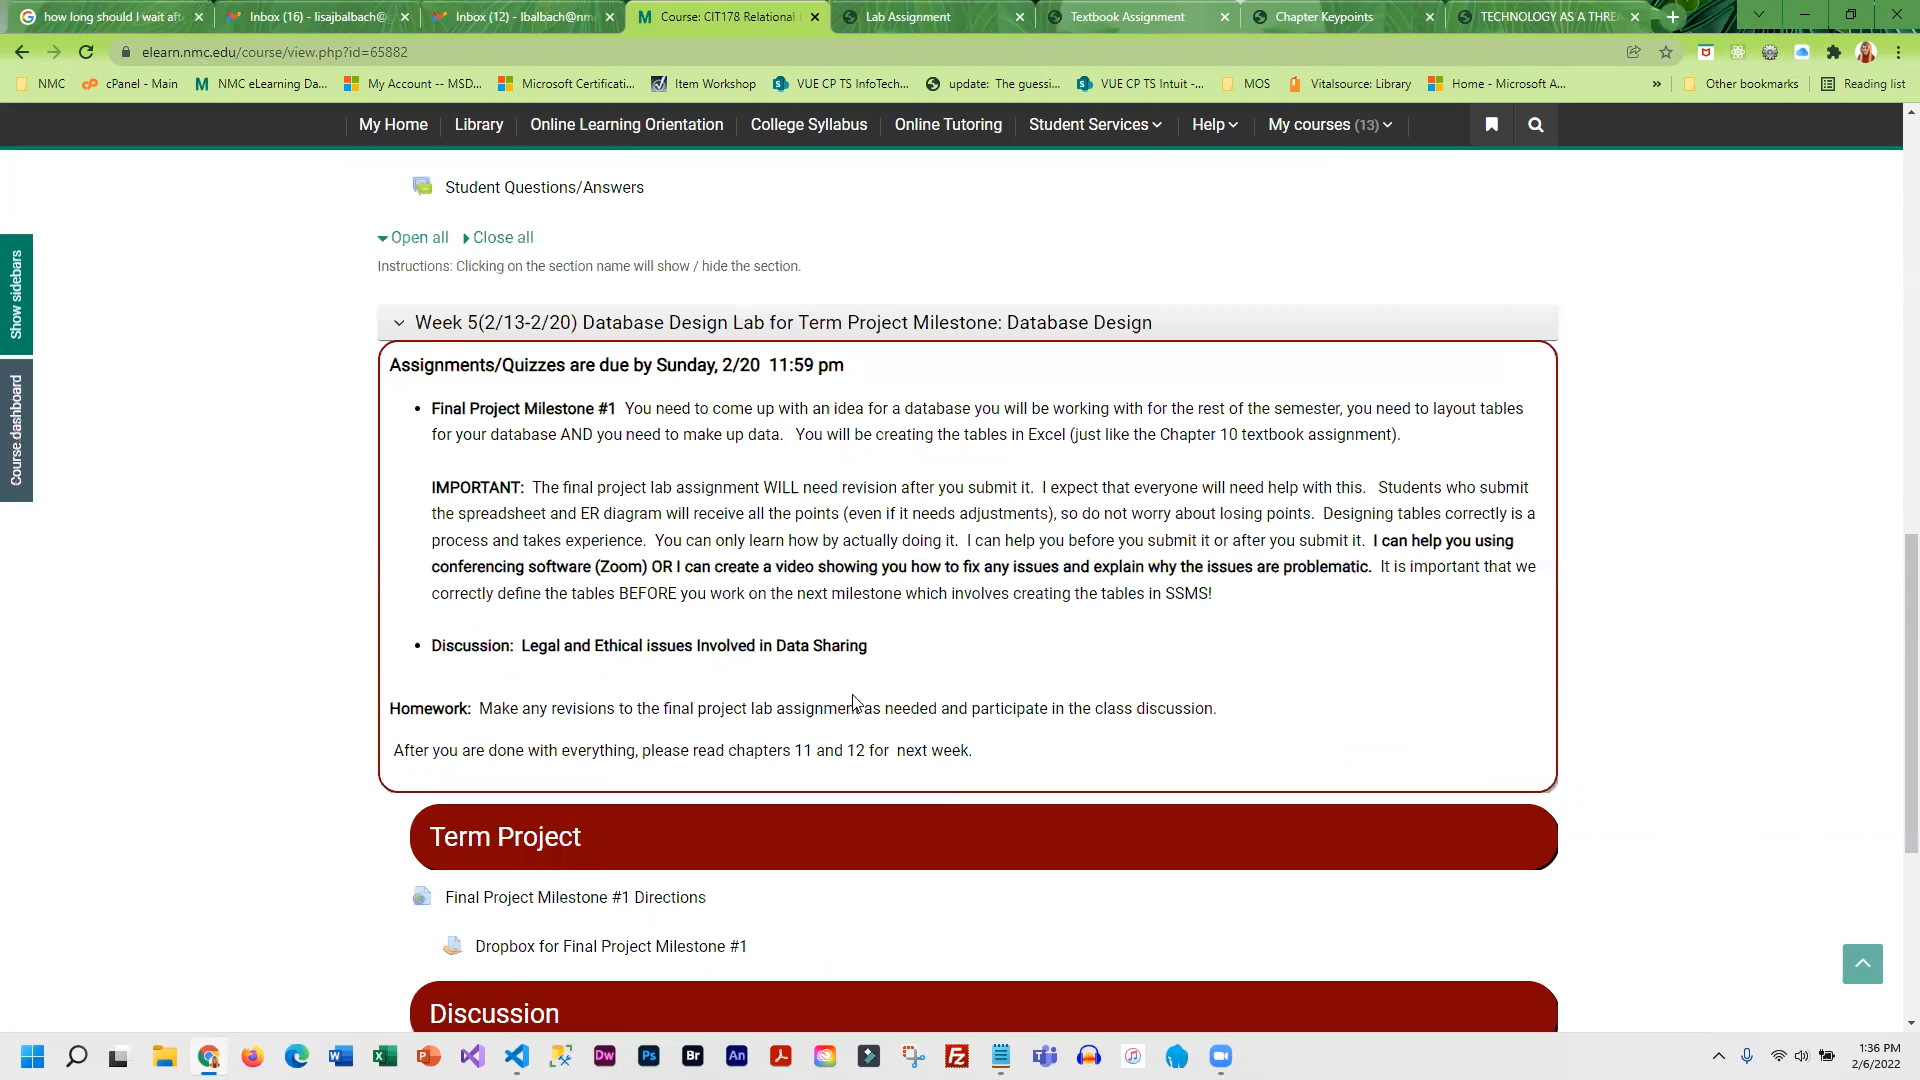 how long should I wait aft
Inbox (16) - lisajbalbach@
Inbox (12) - lbalbach@nm
Course: CIT178 Relational
Lab Assignment
Textbook Assignment
Chapter Keypoints
TECHNOLOGY AS A THRE
elearn.nmc.edu/course/view.php?id=65882
NMC
cPanel - Main
NMC eLearning Da...
My Account -- MSD...
Microsoft Certificati...
Item Workshop
VUE CP TS InfoTech...
update: The guessi...
VUE CP TS Intuit -...
MOS
Vitalsource: Library
Home - Microsoft A...
Other bookmarks
Reading list
My Home
Library
Online Learning Orientation
College Syllabus
Online Tutoring
Student Services
Help
My courses (13)
Show sidebars
Course dashboard
Student Questions/Answers
Open all Close all
Instructions: Clicking on the section name will show / hide the section.
Week 5(2/13-2/20) Database Design Lab for Term Project Milestone: Database Design
Assignments/Quizzes are due by Sunday, 2/20 11:59 pm
• Final Project Milestone #1 You need to come up with an idea for a database you will be working with for the rest of the semester, you need to layout tables
for your database AND you need to make up data. You will be creating the tables in Excel (just like the Chapter 10 textbook assignment).
IMPORTANT: The final project lab assignment WILL need revision after you submit it. I expect that everyone will need help with this. Students who submit
the spreadsheet and ER diagram will receive all the points (even if it needs adjustments), so do not worry about losing points. Designing tables correctly is a
process and takes experience. You can only learn how by actually doing it. I can help you before you submit it or after you submit it. I can help you using
conferencing software (Zoom) OR I can create a video showing you how to fix any issues and explain why the issues are problematic. It is important that we
correctly define the tables BEFORE you work on the next milestone which involves creating the tables in SSMS!
• Discussion: Legal and Ethical issues Involved in Data Sharing
Homework: Make any revisions to the final project lab assignment as needed and participate in the class discussion.
After you are done with everything, please read chapters 11 and 12 for next week.
Term Project
Final Project Milestone #1 Directions
Dropbox for Final Project Milestone #1
Discussion
Dw
Ps
Br
An
Fz
1:36 PM
2/6/2022